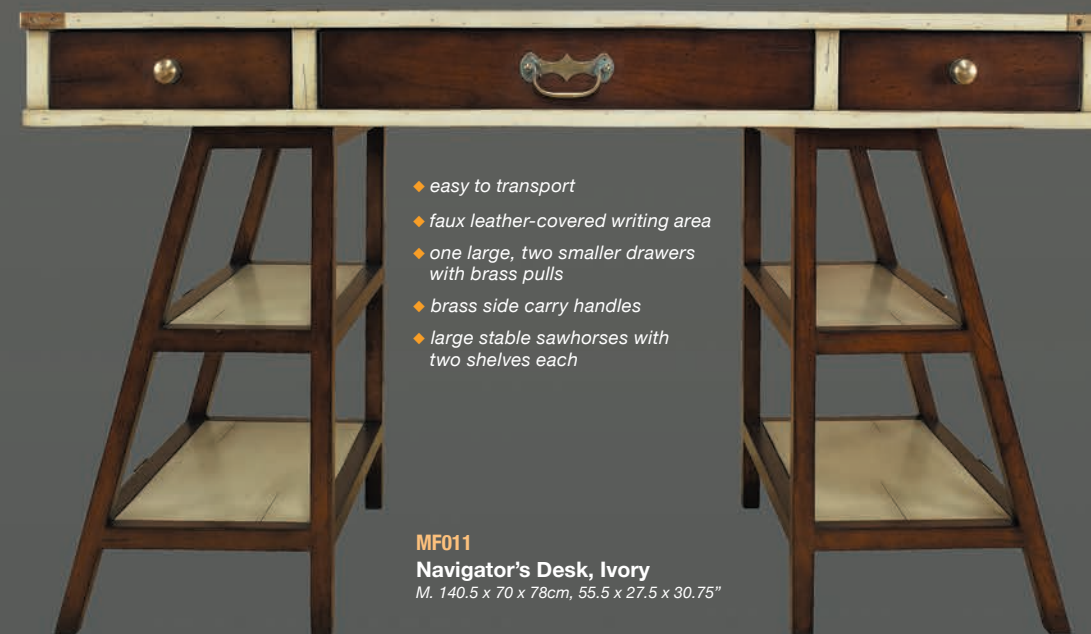 ◆ easy to transport
◆ faux leather-covered writing area
◆ one large, two smaller drawers
with brass pulls
◆ brass side carry handles
◆ large stable sawhorses with
two shelves each
MF011
Navigator’s Desk, Ivory
M. 140.5 x 70 x 78cm, 55.5 x 27.5 x 30.75”